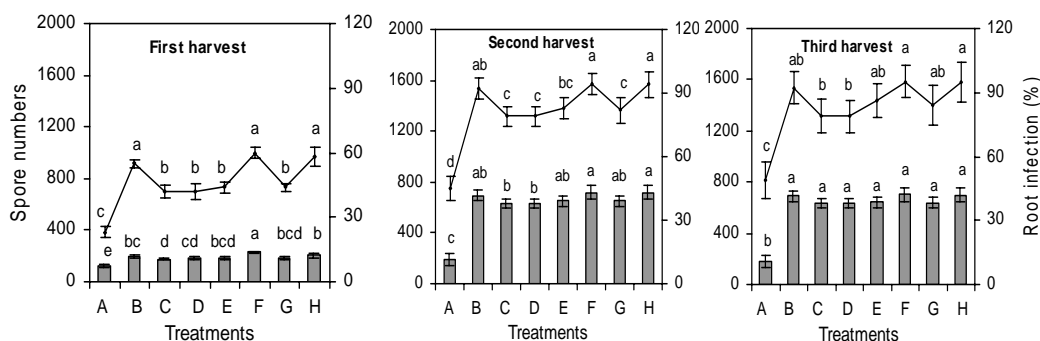 Spore numbers
2000
1600
1200
800
400
0
First harvest
c a b b b a b a
e bc d cd bcd a bcd b
120
90
60
30
0
A B C D E F G H
Treatments
2000
1600
1200
800
400
0
Second harvest
d ab c c bc a c a
c ab b b ab a ab a
120
90
60
30
0
A B C D E F G H
Treatments
2000
1600
1200
800
400
0
Third harvest
c ab b b ab a ab a
b a a a a a a a
120
90
60
30
0
A B C D E F G H
Treatments
Root infection (%)